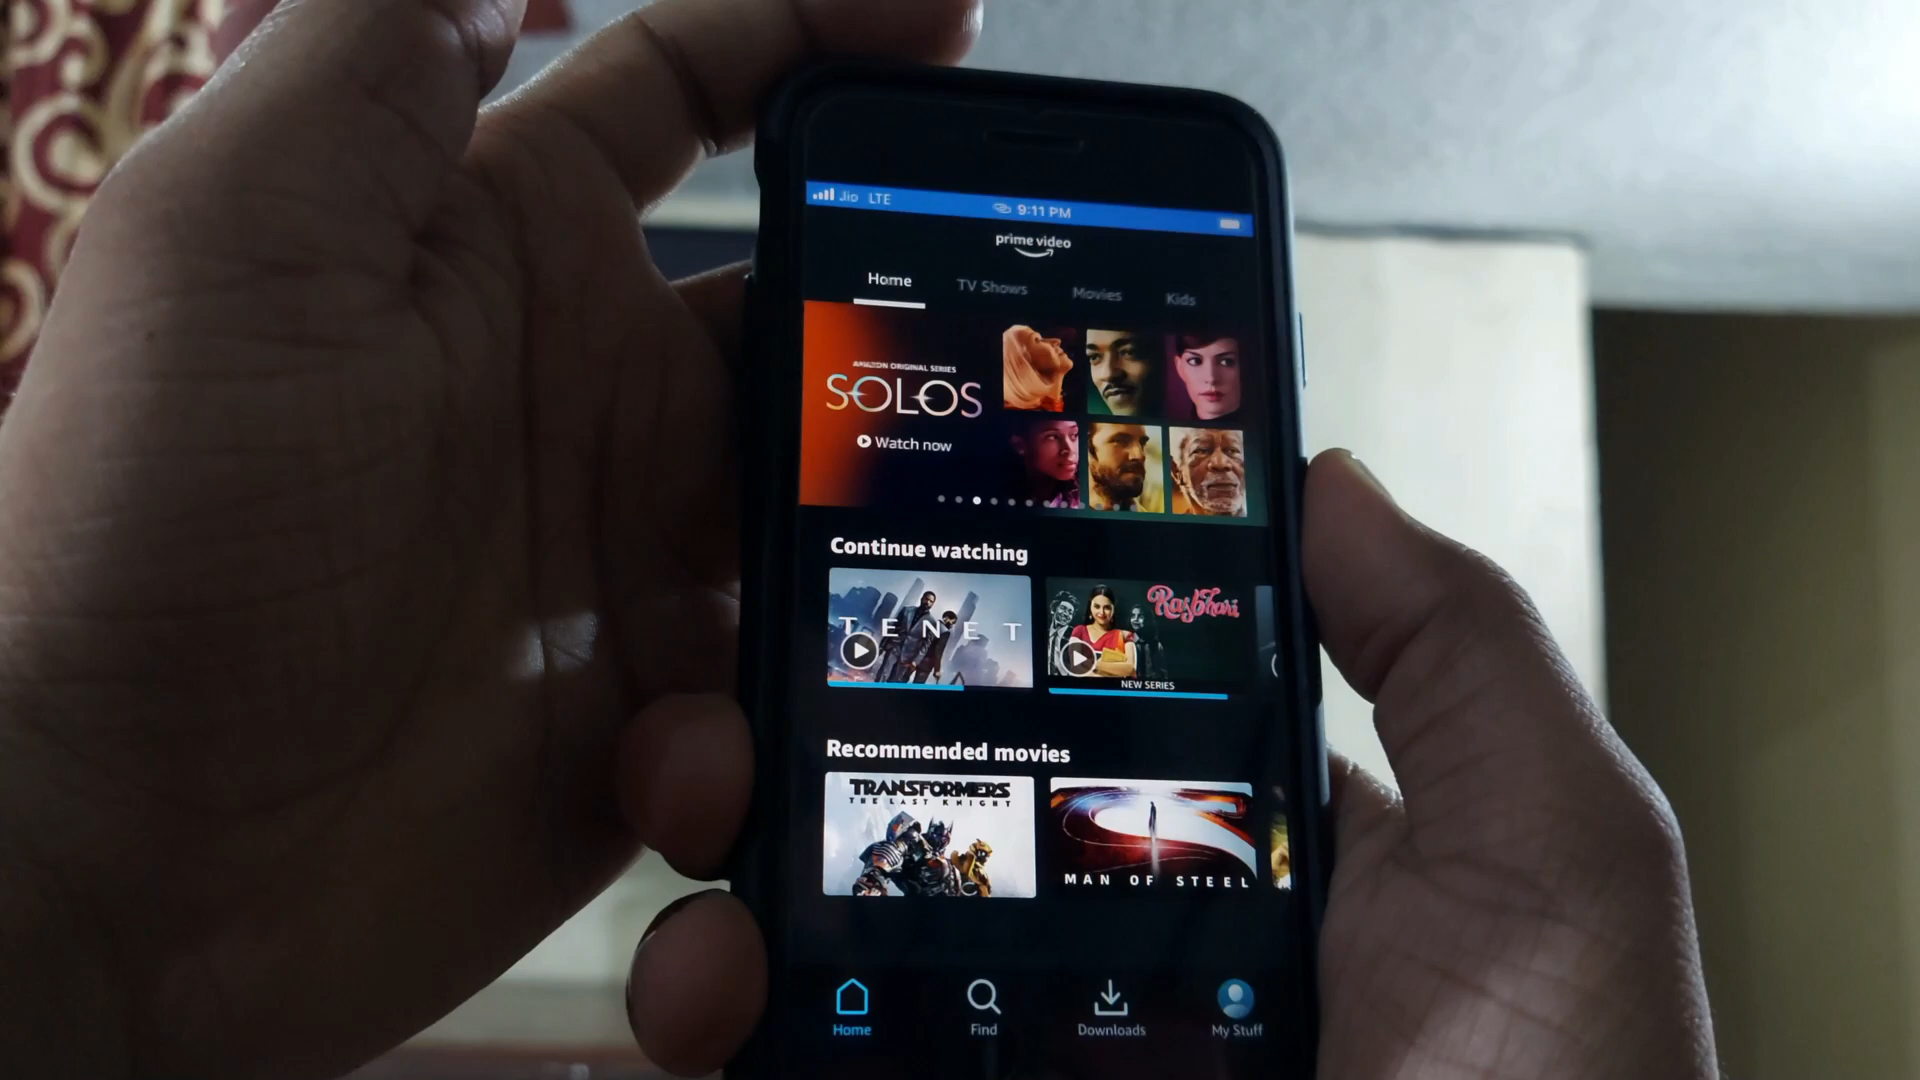 Jio LTE 9:11 PM
prime video
Home TV Shows Movies Kids
AMAZON ORIGINAL SERIES
SOLOS
Watch now
Continue watching
TENET
Rasbhari
NEW SERIES
Recommended movies
TRANSFORMERS
THE LAST KNIGHT
MAN OF STEEL
Home Find Downloads My Stuff